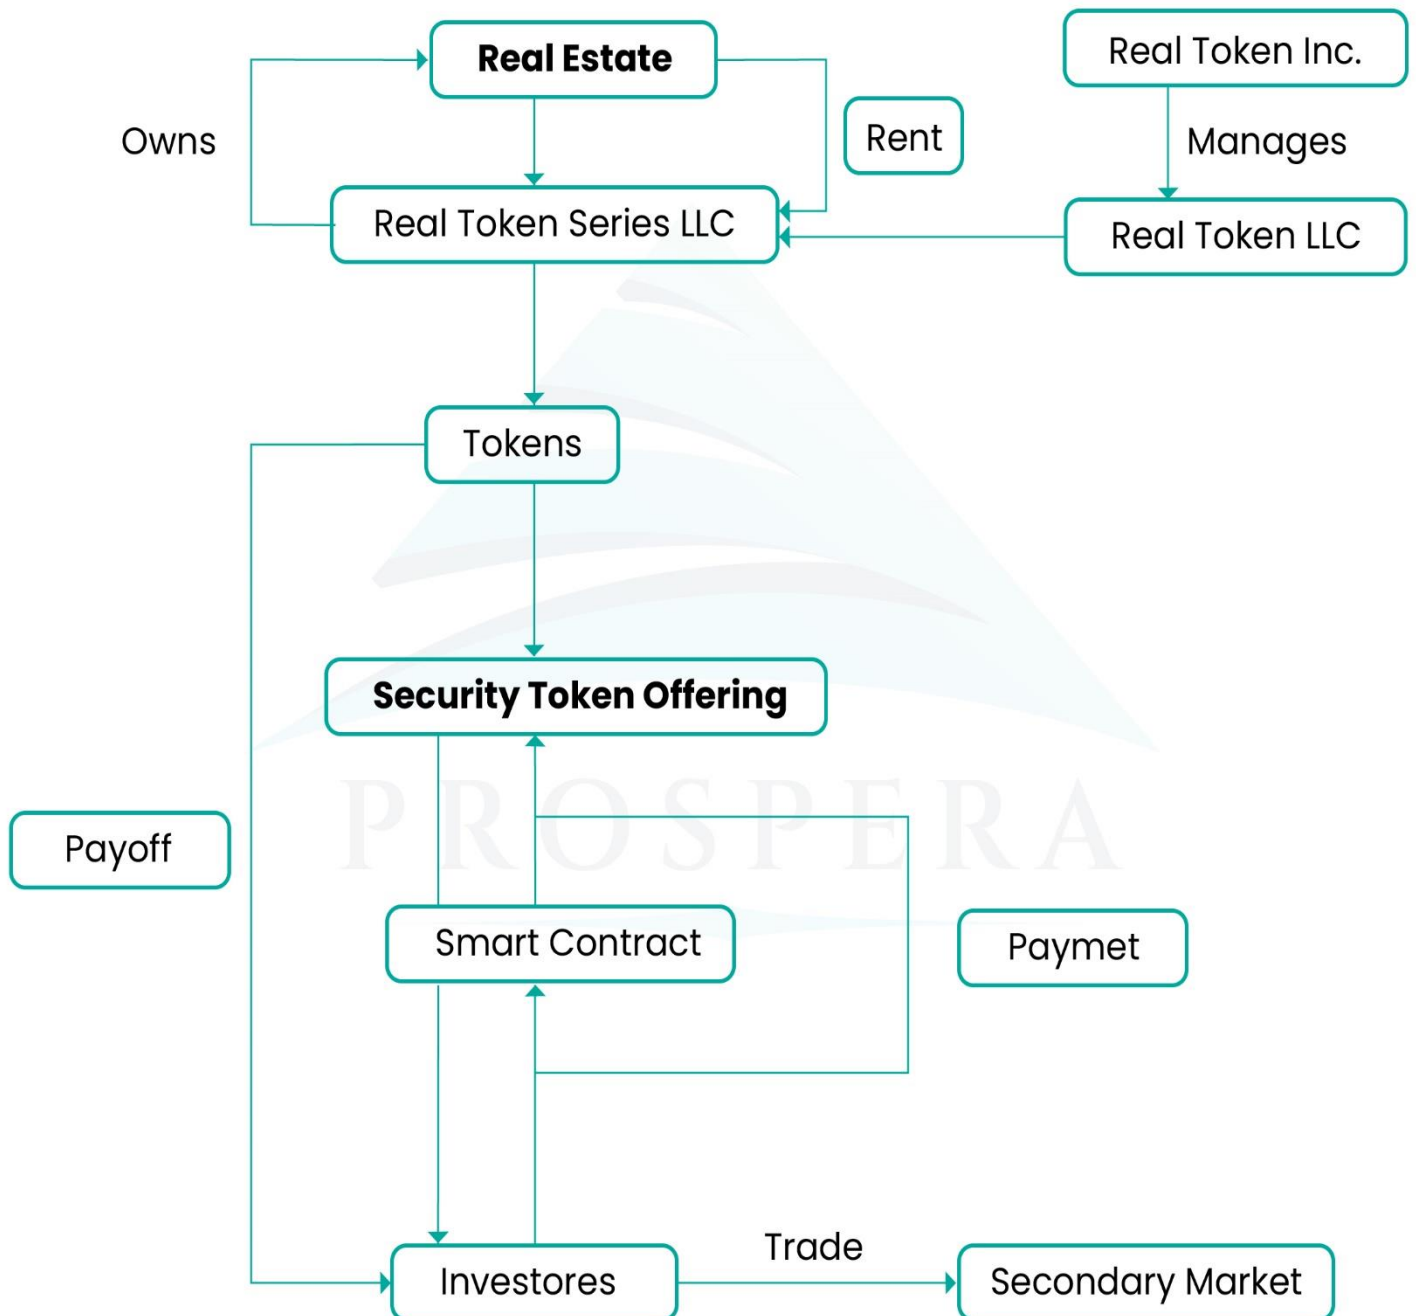 Real Estate
Real Token Inc.
Owns
Rent
Manages
Real Token Series LLC
Real Token LLC
Tokens
Security Token Offering
PROSPERA
Payoff
Smart Contract
Paymet
Trade
Investores
Secondary Market